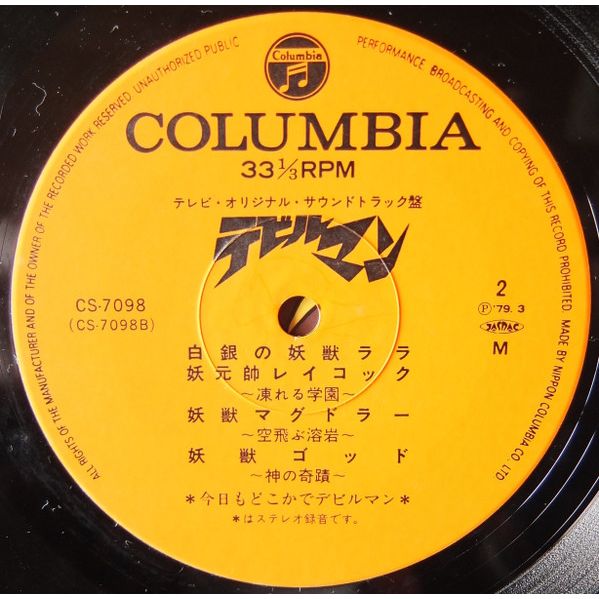 ALL RIGHTS OF THE MANUFACTURER AND OF THE OWNER OF THE RECORDED WORK RESERVED. UNAUTHORIZED PUBLIC PERFORMANCE. BROADCASTING AND COPYING OF THIS RECORD PROHIBITED. MADE BY NIPPON COLUMBIA CO. LTD
Columbia
COLUMBIA
33 1/3 RPM
テレビ・オリジナル・サウンドトラック盤
デビルマン
CS-7098
(CS-7098B)
2
Ⓟ '79. 3
JASRAC
M
白銀の妖獣ララ
妖元帥レイコック
〜凍れる学園〜
妖獣マグドラー
〜空飛ぶ溶岩〜
妖獣ゴッド
〜神の奇蹟〜
*今日もどこかでデビルマン*
*はステレオ録音です。